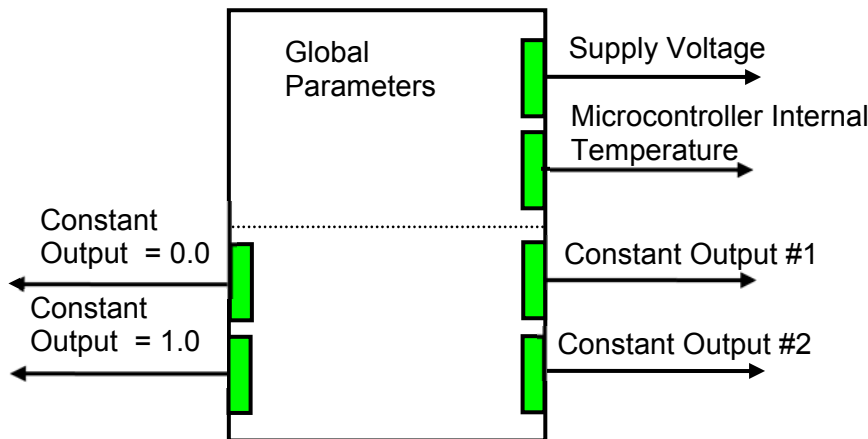 Global
Parameters
Supply Voltage
Microcontroller Internal
Temperature
Constant
Output = 0.0
Constant
Output = 1.0
Constant Output #1
Constant Output #2